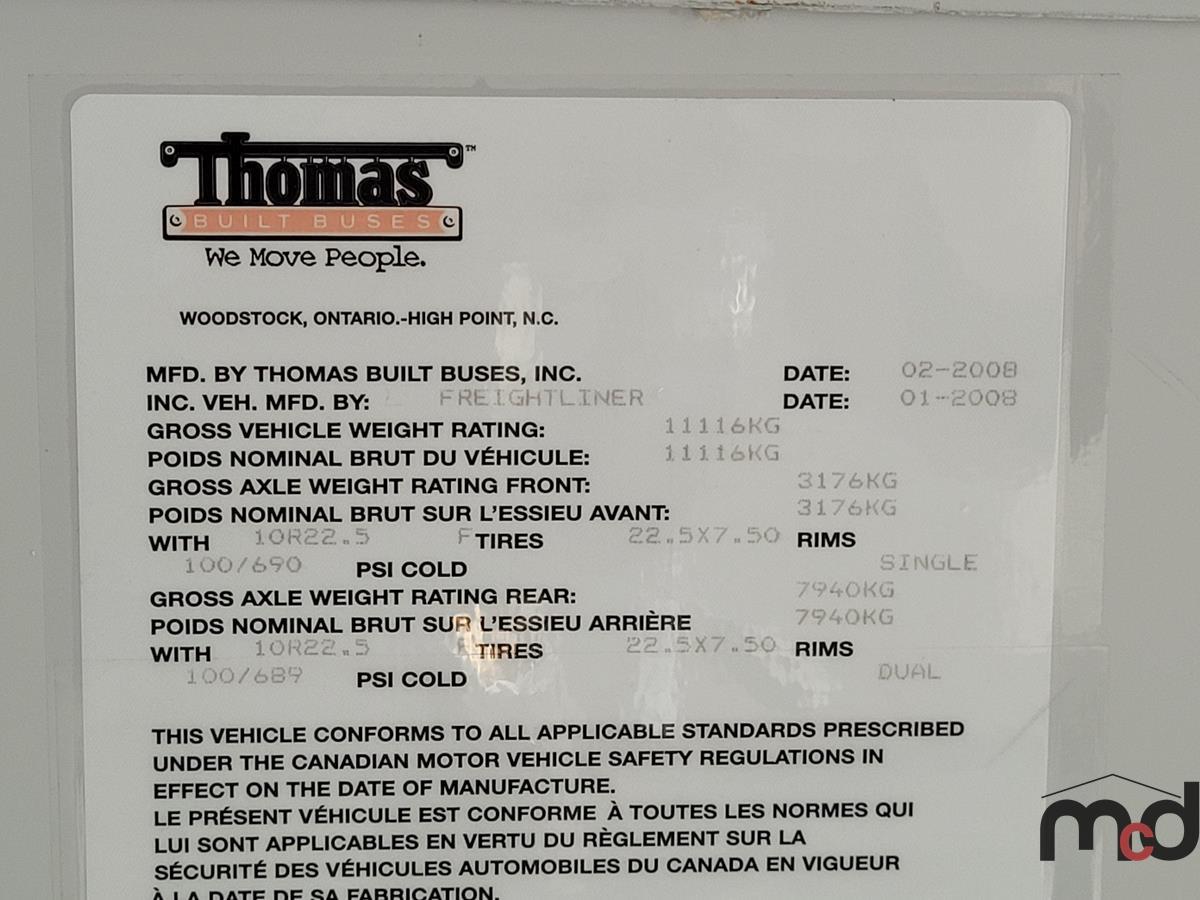 Thomas™
BUILT BUSES
We Move People.
WOODSTOCK, ONTARIO.-HIGH POINT, N.C.
MFD. BY THOMAS BUILT BUSES, INC. DATE: 02-2008
INC. VEH. MFD. BY: FREIGHTLINER DATE: 01-2008
GROSS VEHICLE WEIGHT RATING: 11116KG
POIDS NOMINAL BRUT DU VÉHICULE: 11116KG
GROSS AXLE WEIGHT RATING FRONT: 3176KG
POIDS NOMINAL BRUT SUR L'ESSIEU AVANT: 3176KG
WITH 10R22.5 F TIRES 22.5X7.50 RIMS
100/690 PSI COLD SINGLE
GROSS AXLE WEIGHT RATING REAR: 7940KG
POIDS NOMINAL BRUT SUR L'ESSIEU ARRIÈRE 7940KG
WITH 10R22.5 F TIRES 22.5X7.50 RIMS
100/689 PSI COLD DUAL
THIS VEHICLE CONFORMS TO ALL APPLICABLE STANDARDS PRESCRIBED
UNDER THE CANADIAN MOTOR VEHICLE SAFETY REGULATIONS IN
EFFECT ON THE DATE OF MANUFACTURE.
LE PRÉSENT VÉHICULE EST CONFORME À TOUTES LES NORMES QUI
LUI SONT APPLICABLES EN VERTU DU RÈGLEMENT SUR LA
SÉCURITÉ DES VÉHICULES AUTOMOBILES DU CANADA EN VIGUEUR
À LA DATE DE SA FABRICATION.
mcd